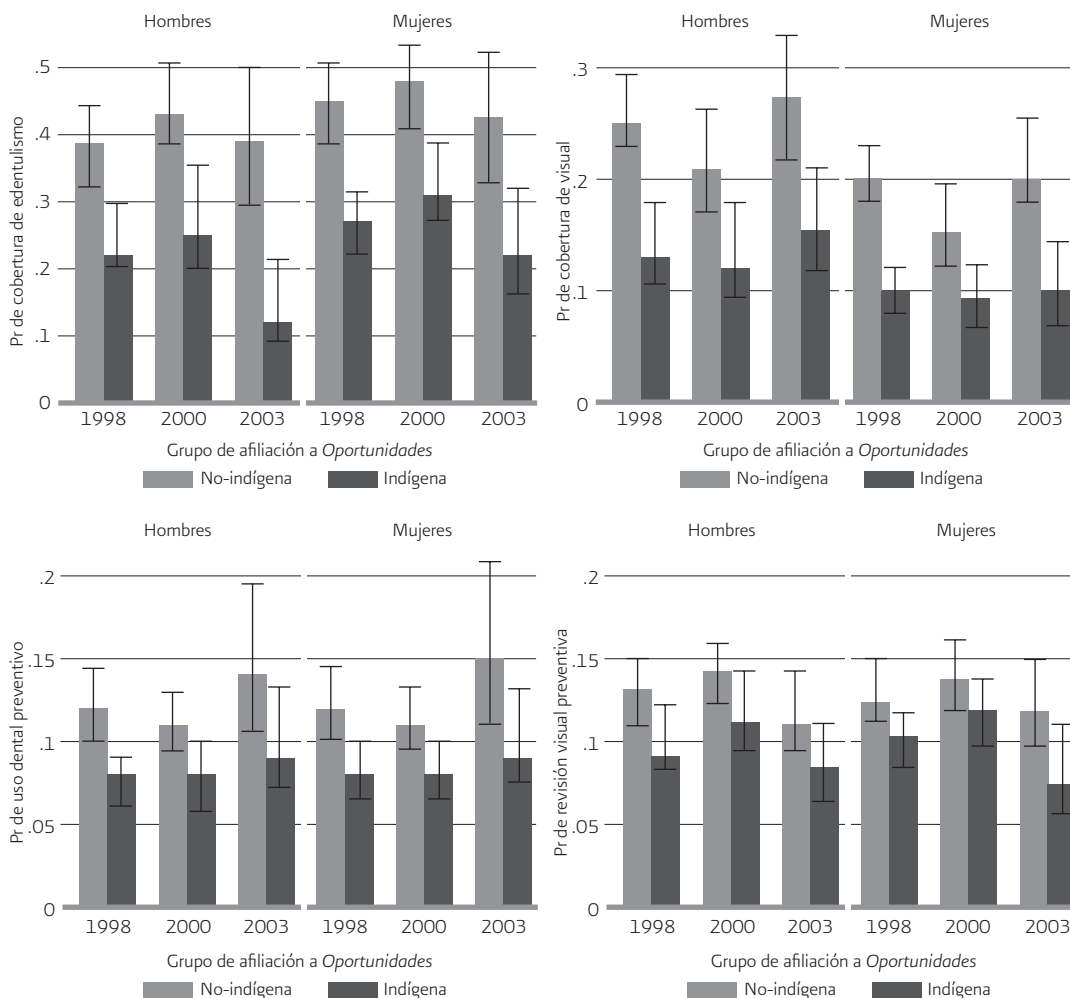 Hombres
Mujeres
Pr de cobertura de edentulismo
.5
.4
.3
.2
.1
0
1998 2000 2003 1998 2000 2003
Grupo de afiliación a Oportunidades
No-indígena Indígena
Hombres
Mujeres
Pr de cobertura de visual
.3
.2
.1
0
1998 2000 2003 1998 2000 2003
Grupo de afiliación a Oportunidades
No-indígena Indígena
Hombres
Mujeres
Pr de uso dental preventivo
.2
.15
.1
.05
0
1998 2000 2003 1998 2000 2003
Grupo de afiliación a Oportunidades
No-indígena Indígena
Hombres
Mujeres
Pr de revisión visual preventiva
.2
.15
.1
.05
0
1998 2000 2003 1998 2000 2003
Grupo de afiliación a Oportunidades
No-indígena Indígena